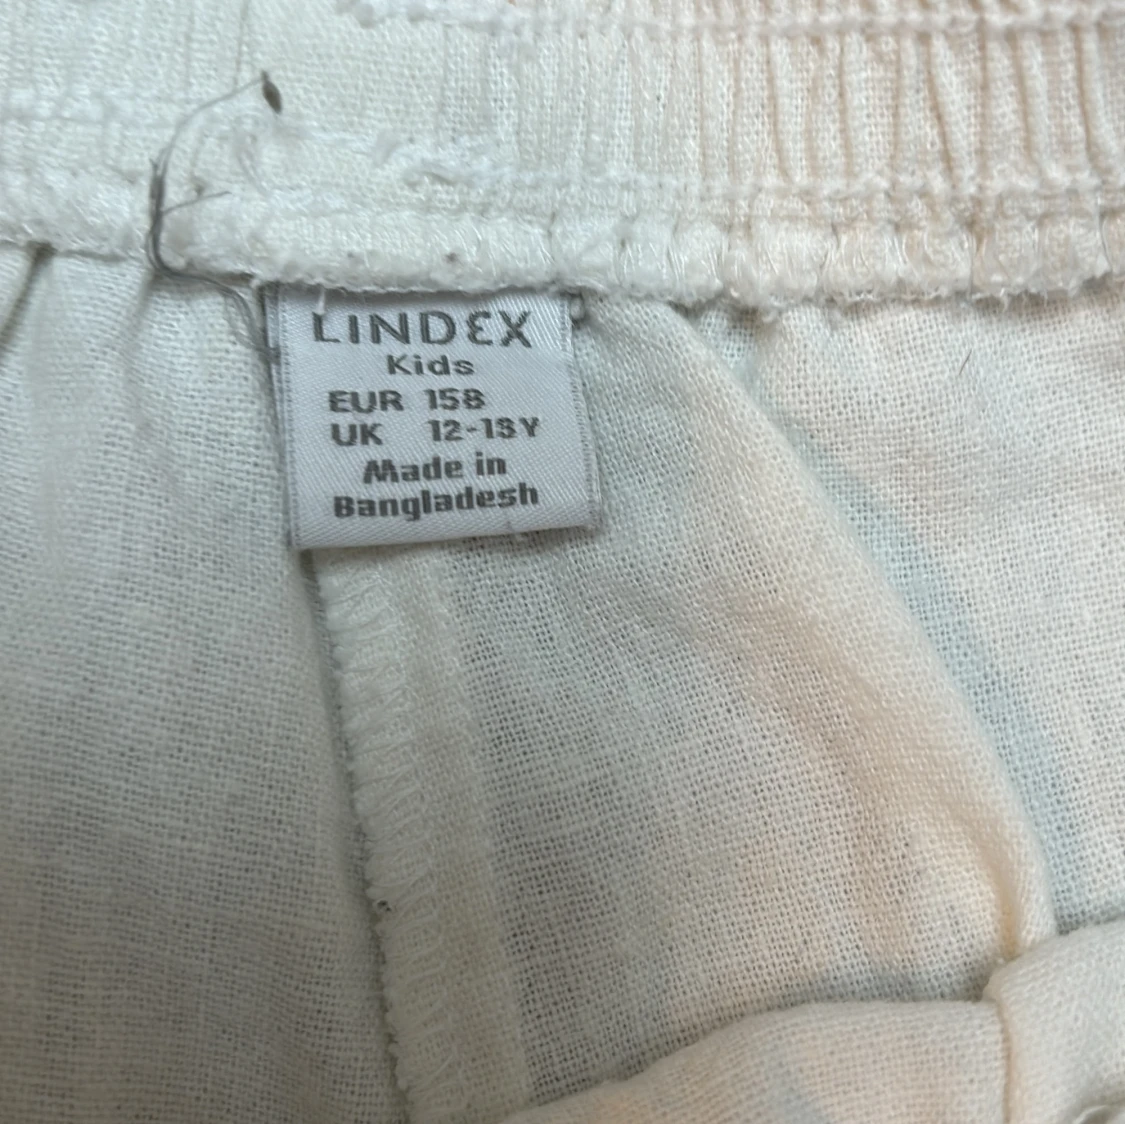 LINDEX
Kids
EUR 158
UK 12-13Y
Made in
Bangladesh